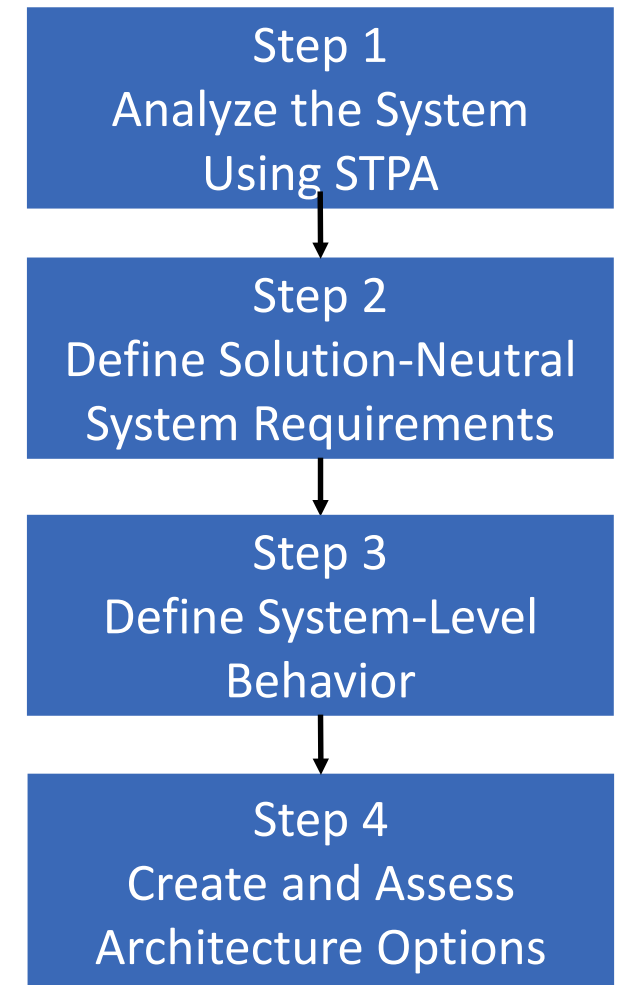 Step 1
Analyze the System
Using STPA
Step 2
Define Solution-Neutral
System Requirements
Step 3
Define System-Level
Behavior
Step 4
Create and Assess
Architecture Options